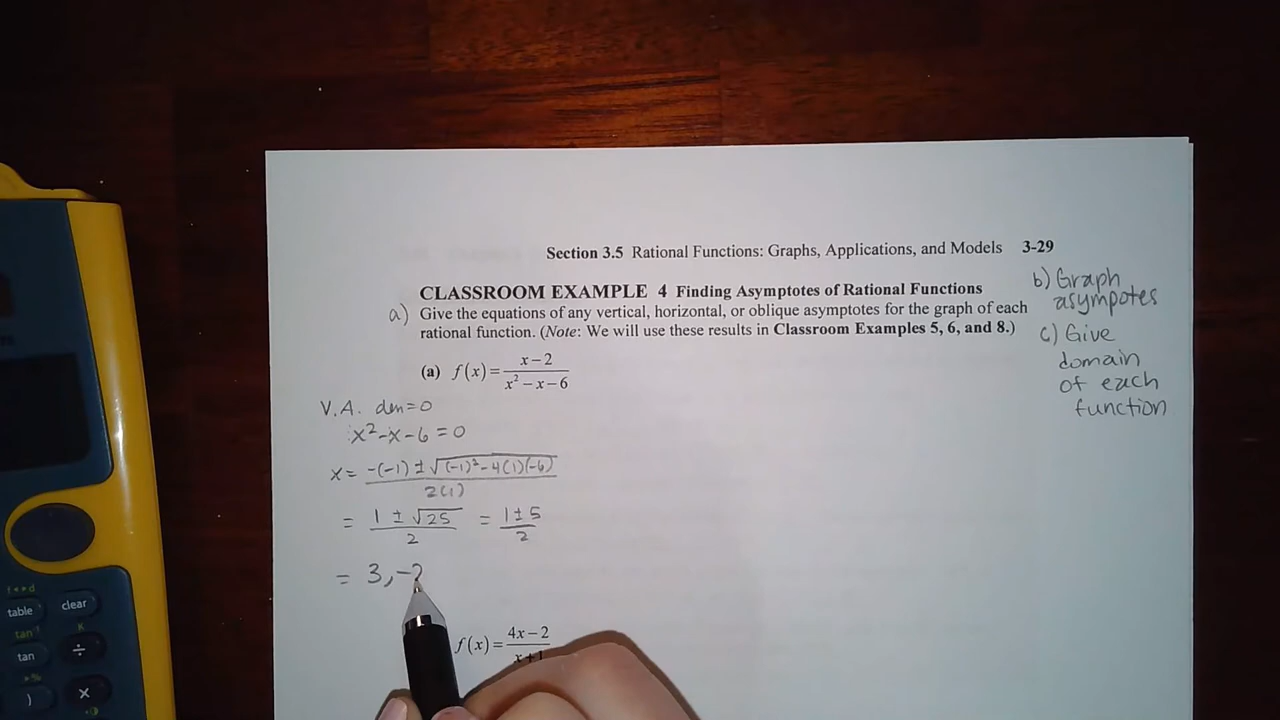 Section 3.5 Rational Functions: Graphs, Applications, and Models 3-29
CLASSROOM EXAMPLE 4 Finding Asymptotes of Rational Functions
a) Give the equations of any vertical, horizontal, or oblique asymptotes for the graph of each
rational function. (Note: We will use these results in Classroom Examples 5, 6, and 8.)
b) Graph
asympotes
c) Give
domain
of each
function
(a) f(x) = (x-2)/(x²-x-6)
V.A. den=0
x²-x-6=0
x = (-(-1) ± √((-1)²-4(1)(-6)))/(2(1))
= (1 ± √25)/2 = (1±5)/2
= 3, -2
f(x) = (4x-2)/(x+1
table
clear
tan⁻¹
K
tan
÷
)
×
f◄►d